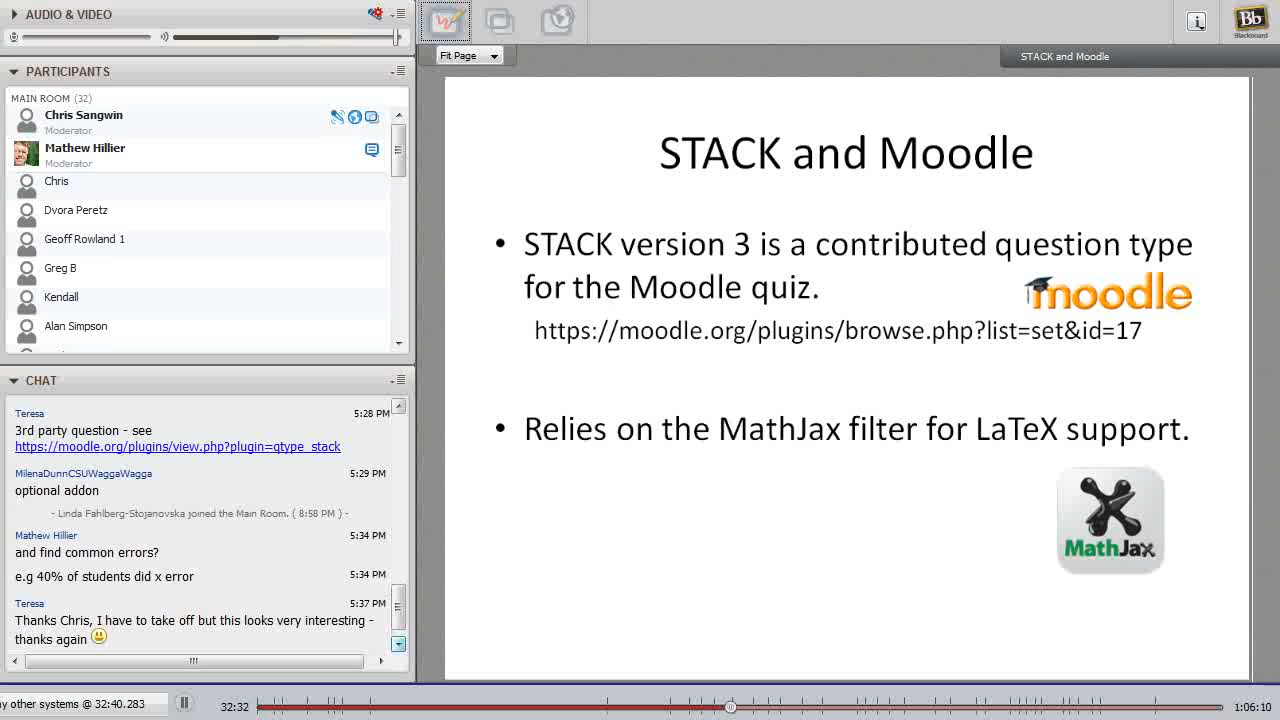 AUDIO & VIDEO
PARTICIPANTS
MAIN ROOM (32)
Chris Sangwin
Moderator
Mathew Hillier
Moderator
Chris
Dvora Peretz
Geoff Rowland 1
Greg B
Kendall
Alan Simpson
CHAT
Teresa 5:28 PM
3rd party question - see
https://moodle.org/plugins/view.php?plugin=qtype_stack
MilenaDunnCSUWaggaWagga 5:29 PM
optional addon
- Linda Fahlberg-Stojanovska joined the Main Room. ( 8:58 PM ) -
Mathew Hillier 5:34 PM
and find common errors?
e.g 40% of students did x error 5:34 PM
Teresa 5:37 PM
Thanks Chris, I have to take off but this looks very interesting -
thanks again
Fit Page
STACK and Moodle
Bb
Blackboard
STACK and Moodle
• STACK version 3 is a contributed question type
for the Moodle quiz.
moodle
https://moodle.org/plugins/browse.php?list=set&id=17
• Relies on the MathJax filter for LaTeX support.
MathJax
y other systems @ 32:40.283
32:32
1:06:10